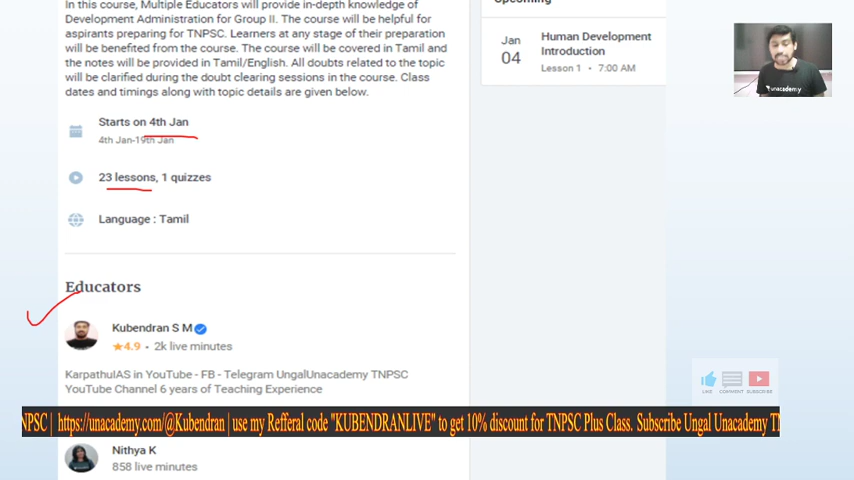 In this course, Multiple Educators will provide in-depth knowledge of
Development Administration for Group II. The course will be helpful for
aspirants preparing for TNPSC. Learners at any stage of their preparation
will be benefited from the course. The course will be covered in Tamil and
the notes will be provided in Tamil/English. All doubts related to the topic
will be clarified during the doubt clearing sessions in the course. Class
dates and timings along with topic details are given below.
Starts on 4th Jan
4th Jan-19th Jan
23 lessons, 1 quizzes
Language : Tamil
Educators
Kubendran S M
4.9 • 2k live minutes
KarpathuIAS in YouTube - FB - Telegram UngalUnacademy TNPSC
YouTube Channel 6 years of Teaching Experience
Nithya K
858 live minutes
Upcoming
Jan
04
Human Development
Introduction
Lesson 1 • 7:00 AM
unacademy
LIKE COMMENT SUBSCRIBE
NPSC | https://unacademy.com/@Kubendran | use my Refferal code "KUBENDRANLIVE" to get 10% discount for TNPSC Plus Class. Subscribe Ungal Unacademy